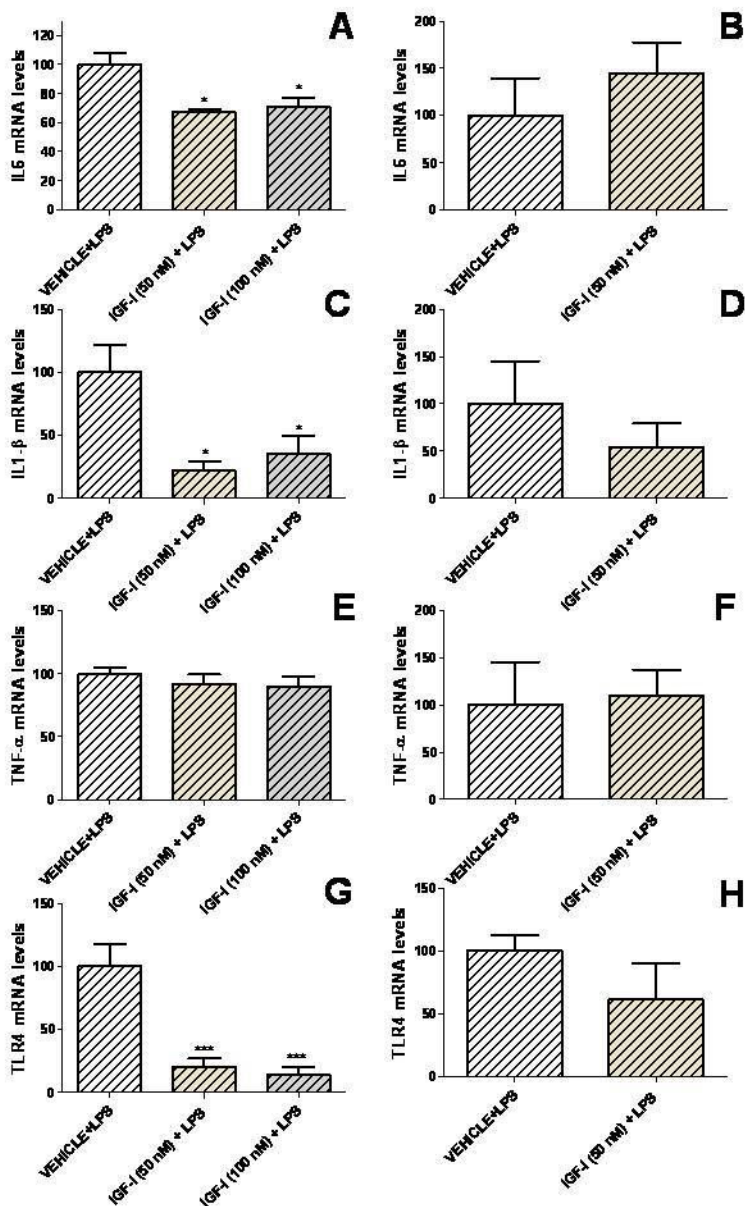 A
IL6 mRNA levels
120
100
80
60
40
20
0
*
*
VEHICLE+LPS
IGF-I (50 nM) + LPS
IGF-I (100 nM) + LPS
B
IL6 mRNA levels
200
150
100
50
0
VEHICLE+LPS
IGF-I (50 nM) + LPS
C
IL1-β mRNA levels
150
100
50
0
*
*
VEHICLE+LPS
IGF-I (50 nM) + LPS
IGF-I (100 nM) + LPS
D
IL1-β mRNA levels
200
150
100
50
0
VEHICLE+LPS
IGF-I (50 nM) + LPS
E
TNF-α mRNA levels
150
100
50
0
VEHICLE+LPS
IGF-I (50 nM) + LPS
IGF-I (100 nM) + LPS
F
TNF-α mRNA levels
200
150
100
50
0
VEHICLE+LPS
IGF-I (50 nM) + LPS
G
TLR4 mRNA levels
150
100
50
0
***
***
VEHICLE+LPS
IGF-I (50 nM) + LPS
IGF-I (100 nM) + LPS
H
TLR4 mRNA levels
150
100
50
0
VEHICLE+LPS
IGF-I (50 nM) + LPS